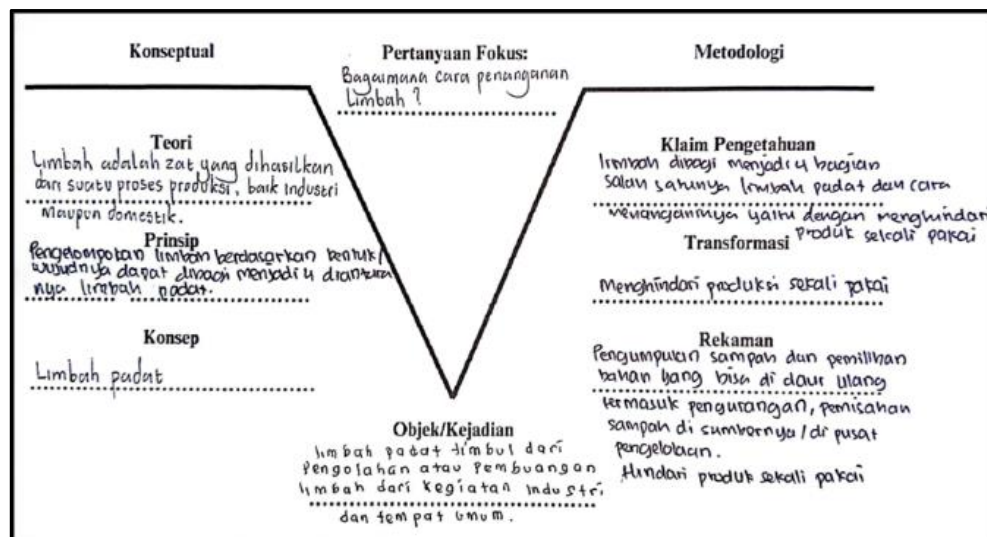 Konseptual
Pertanyaan Fokus:
Bagaimana cara penanganan
Limbah ?
Metodologi
Teori
Limbah adalah zat yang dihasilkan
dari suatu proses produksi, baik industri
maupun domestik.
Prinsip
Pengelompokan limbah berdasarkan bentuk/
wujudnya dapat dibagi menjadi 4 diantara
nya limbah padat.
Konsep
Limbah padat
Objek/Kejadian
limbah padat timbul dari
Pengolahan atau Pembuangan
limbah dari kegiatan Industri
dan tempat umum.
Klaim Pengetahuan
limbah dibagi menjadi 4 bagian
salah satunya limbah padat dan cara
menanganinya yaitu dengan menghindari
produk sekali pakai
Transformasi
Menghindari produksi sekali pakai
Rekaman
Pengumpulan sampah dan pemilihan
bahan yang bisa di daur ulang
termasuk pengurangan, pemisahan
sampah di sumbernya/di pusat
pengelolaan.
Hindari produk sekali pakai